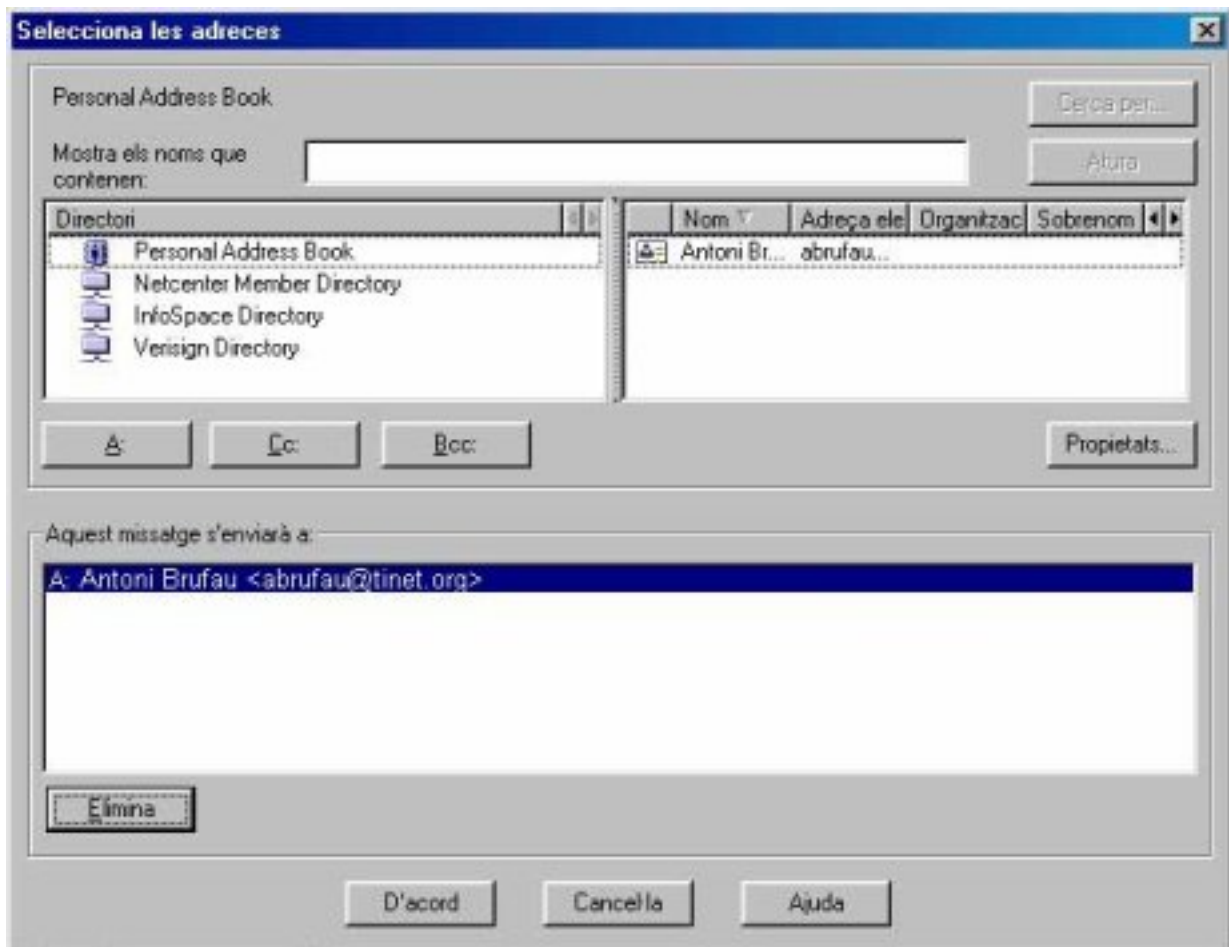 Selecciona les adreces
Personal Address Book
Cerca per...
Mostra els noms que
contenen:
Atura
Directori
Personal Address Book
Netcenter Member Directory
InfoSpace Directory
Verisign Directory
Nom Adreça ele Organitzac Sobrenom
Antoni Br... abrufau...
A:
Cc:
Bcc:
Propietats...
Aquest missatge s'enviarà a:
A: Antoni Brufau <abrufau@tinet.org>
Elimina
D'acord
Cancel·la
Ajuda